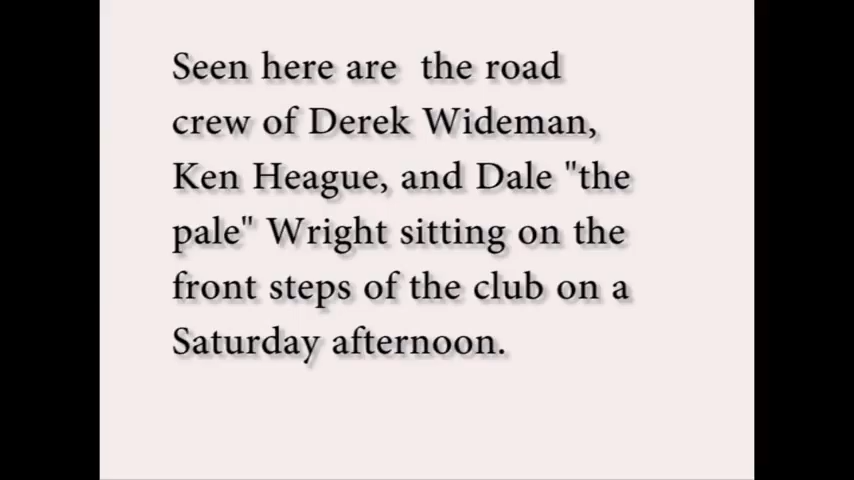 Seen here are  the road
crew of Derek Wideman,
Ken Heague, and Dale "the
pale" Wright sitting on the
front steps of the club on a
Saturday afternoon.